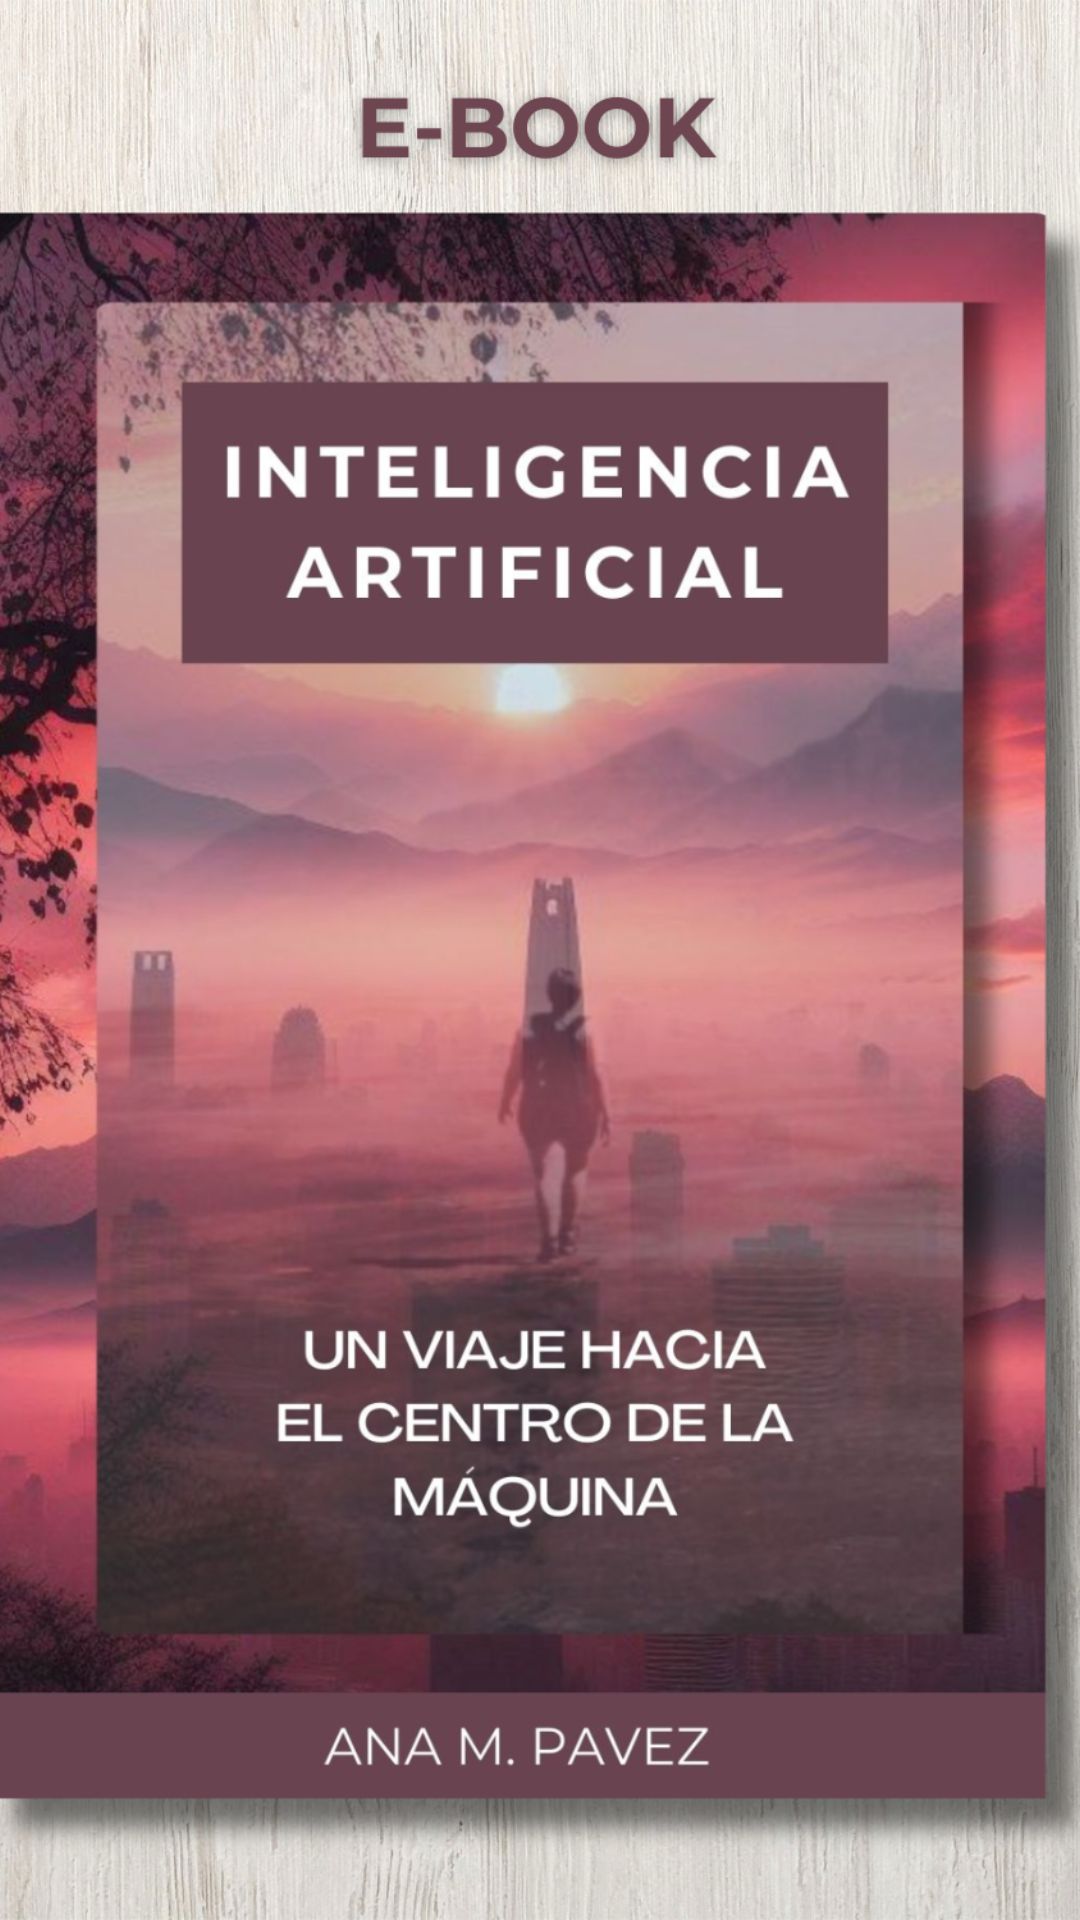 E-BOOK
INTELIGENCIA
ARTIFICIAL
UN VIAJE HACIA
EL CENTRO DE LA
MÁQUINA
ANA M. PAVEZ